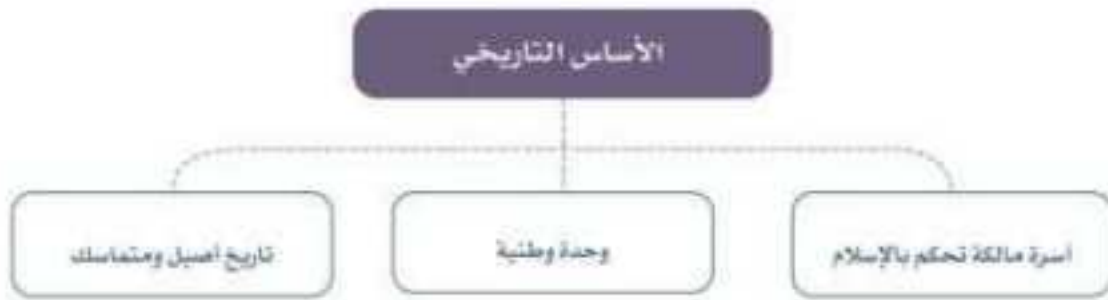 الأساس التاريخي
أسرة مالكة تحكم بالإسلام
وحدة وطنية
تاريخ أصيل ومتماسك